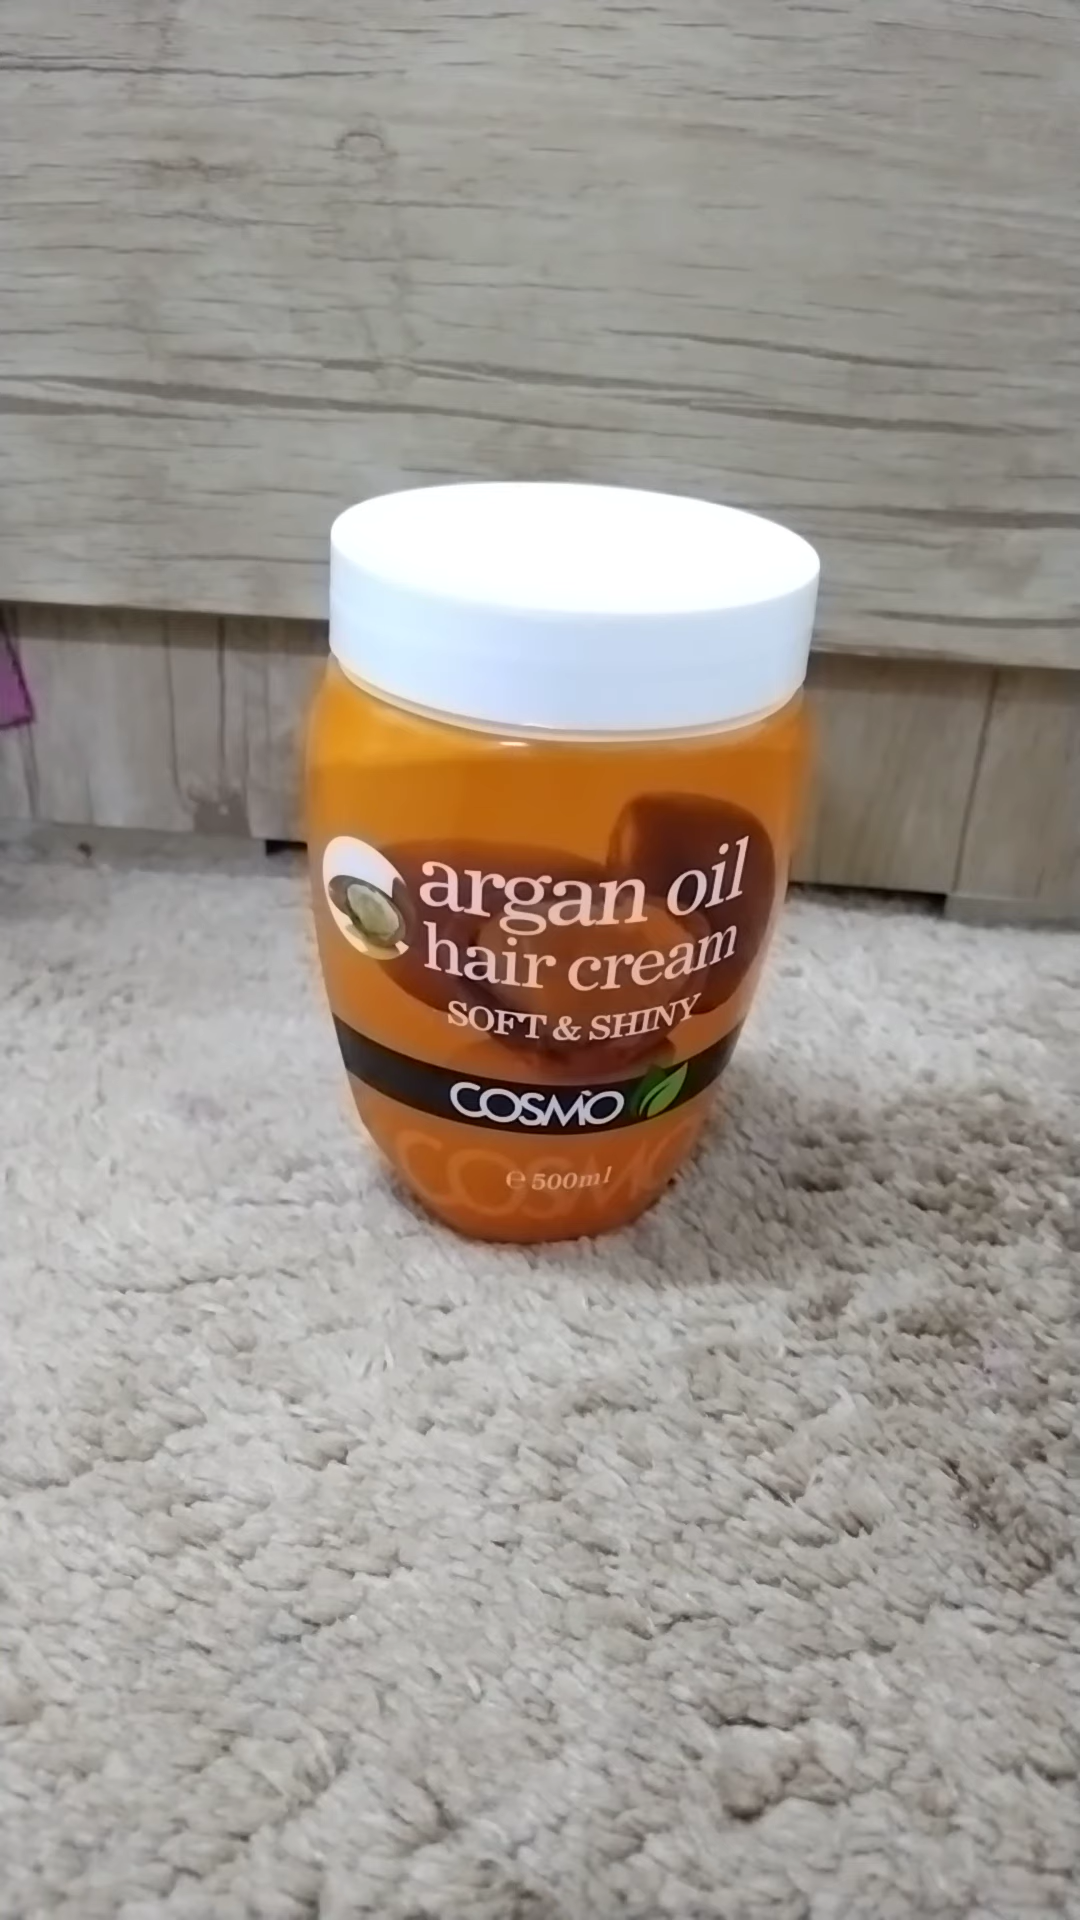 argan oil
hair cream
SOFT & SHINY
COSMO
COSMO
℮ 500ml